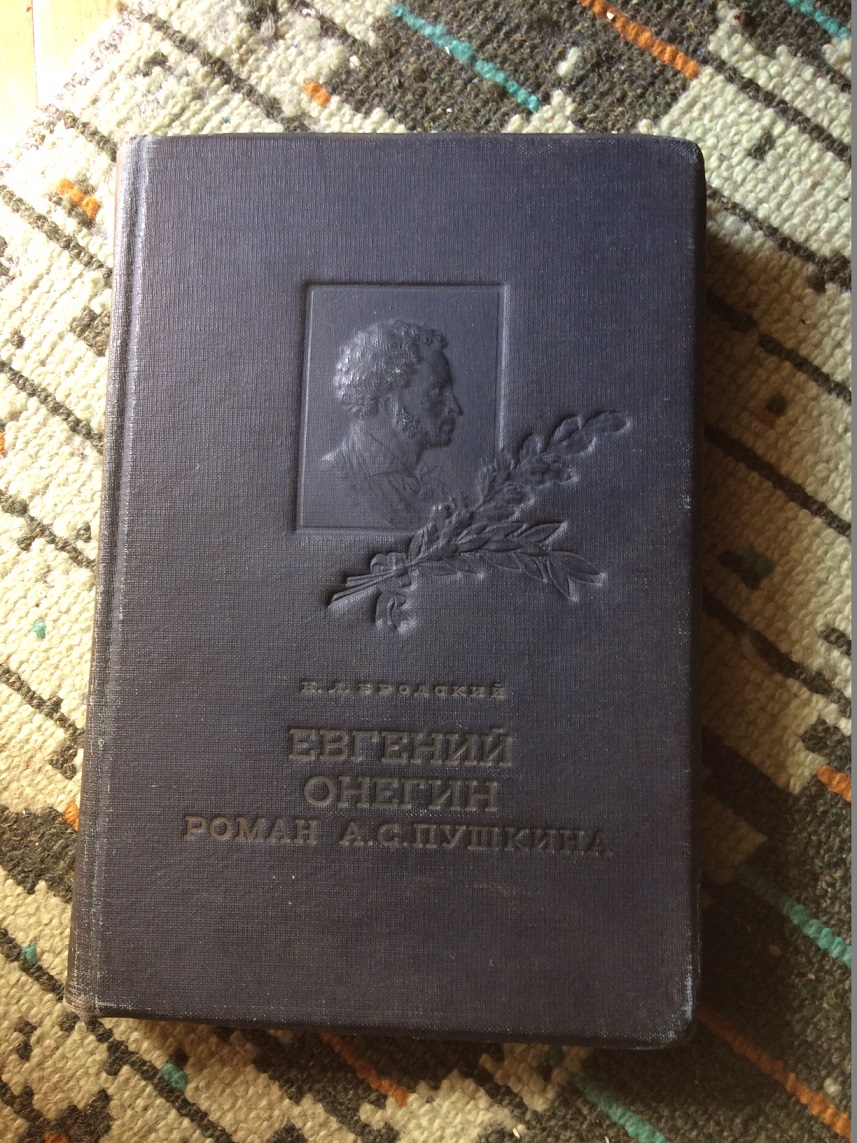 Н. Л. БРОДСКИЙ
ЕВГЕНИЙ
ОНЕГИН
РОМАН А.С.ПУШКИНА